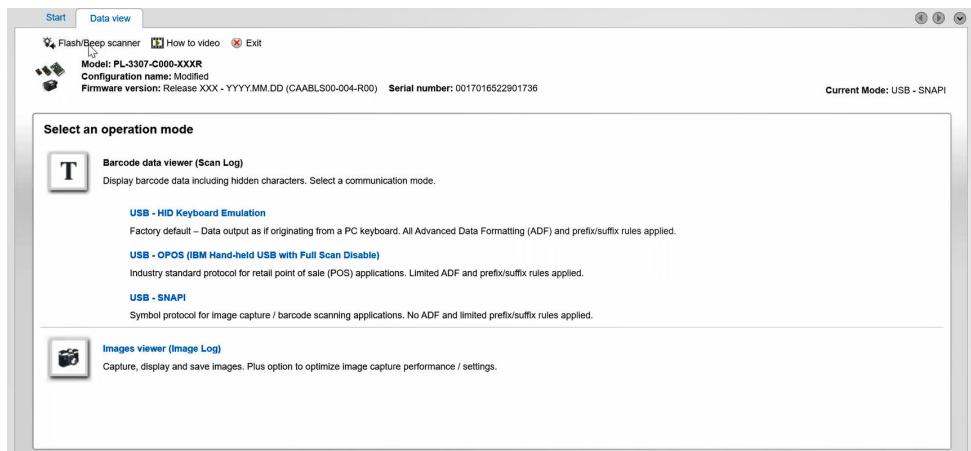 Start Data view
Flash/Beep scanner How to video Exit
Model: PL-3307-C000-XXXR
Configuration name: Modified
Firmware version: Release XXX - YYYY.MM.DD (CAABLS00-004-R00) Serial number: 0017016522901736
Current Mode: USB - SNAPI
Select an operation mode
T
Barcode data viewer (Scan Log)
Display barcode data including hidden characters. Select a communication mode.
USB - HID Keyboard Emulation
Factory default – Data output as if originating from a PC keyboard. All Advanced Data Formatting (ADF) and prefix/suffix rules applied.
USB - OPOS (IBM Hand-held USB with Full Scan Disable)
Industry standard protocol for retail point of sale (POS) applications. Limited ADF and prefix/suffix rules applied.
USB - SNAPI
Symbol protocol for image capture / barcode scanning applications. No ADF and limited prefix/suffix rules applied.
Images viewer (Image Log)
Capture, display and save images. Plus option to optimize image capture performance / settings.